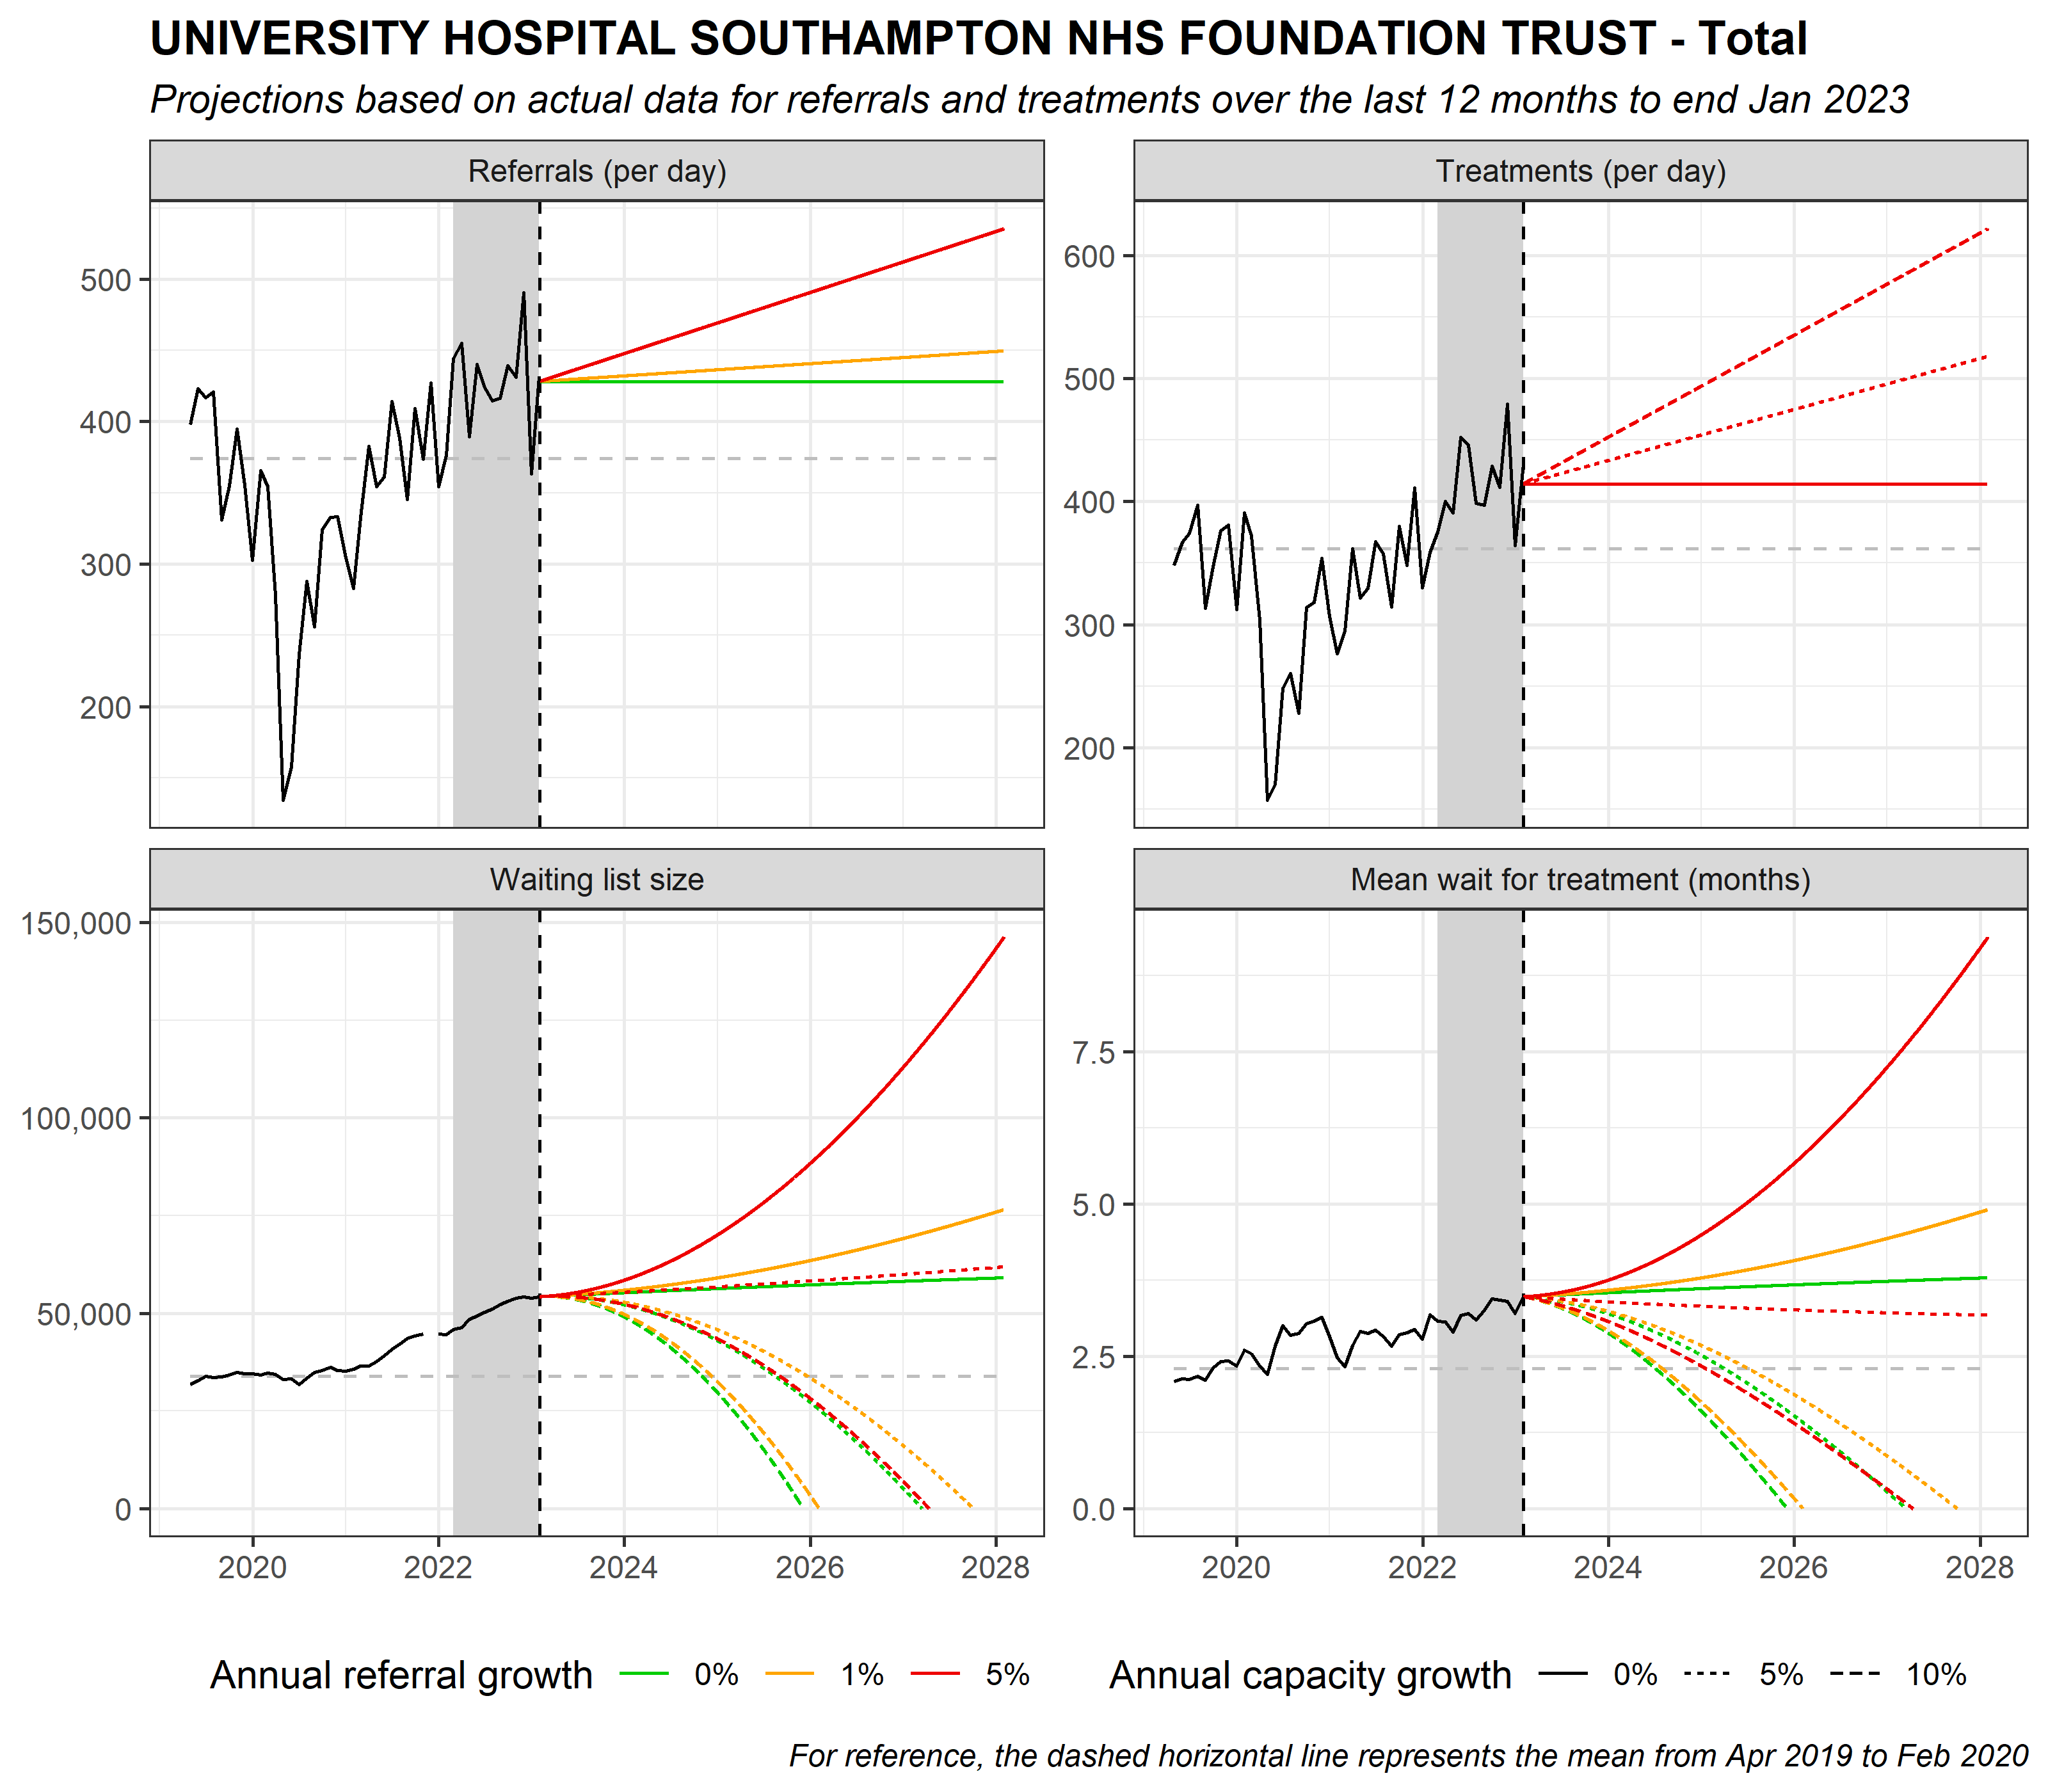 UNIVERSITY HOSPITAL SOUTHAMPTON NHS FOUNDATION TRUST - Total
Projections based on actual data for referrals and treatments over the last 12 months to end Jan 2023
Referrals (per day)
500
400
300
200
Treatments (per day)
600
500
400
300
200
Waiting list size
150,000
100,000
50,000
0
2020 2022 2024 2026 2028
Mean wait for treatment (months)
7.5
5.0
2.5
0.0
2020 2022 2024 2026 2028
Annual referral growth 0% 1% 5%
Annual capacity growth 0% 5% 10%
For reference, the dashed horizontal line represents the mean from Apr 2019 to Feb 2020